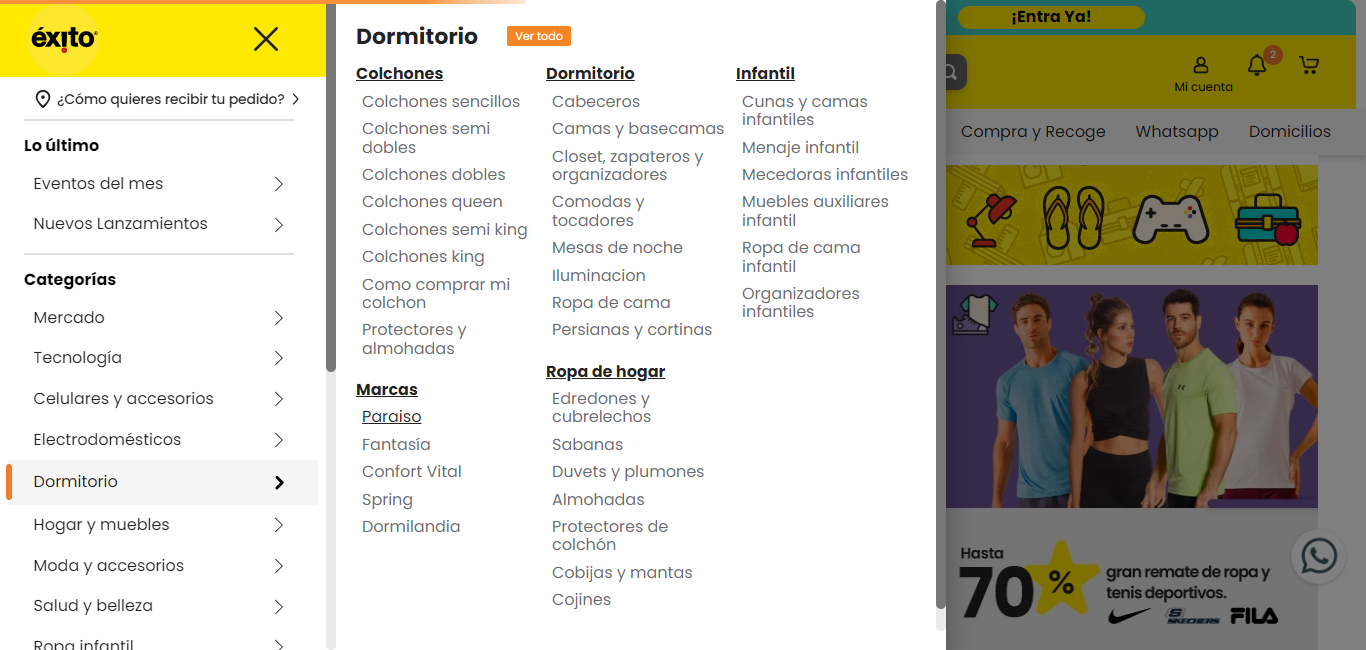 éxito
¿Cómo quieres recibir tu pedido?
Lo último
Eventos del mes
Nuevos Lanzamientos
Categorías
Mercado
Tecnología
Celulares y accesorios
Electrodomésticos
Dormitorio
Hogar y muebles
Moda y accesorios
Salud y belleza
Ropa infantil
Dormitorio
Ver todo
Colchones
Colchones sencillos
Colchones semi
dobles
Colchones dobles
Colchones queen
Colchones semi king
Colchones king
Como comprar mi
colchon
Protectores y
almohadas
Marcas
Paraiso
Fantasía
Confort Vital
Spring
Dormilandia
Dormitorio
Cabeceros
Camas y basecamas
Closet, zapateros y
organizadores
Comodas y
tocadores
Mesas de noche
Iluminacion
Ropa de cama
Persianas y cortinas
Ropa de hogar
Edredones y
cubrelechos
Sabanas
Duvets y plumones
Almohadas
Protectores de
colchón
Cobijas y mantas
Cojines
Infantil
Cunas y camas
infantiles
Menaje infantil
Mecedoras infantiles
Muebles auxiliares
infantil
Ropa de cama
infantil
Organizadores
infantiles
¡Entra Ya!
2
Mi cuenta
Compra y Recoge
Whatsapp
Domicilios
Hasta
70%
gran remate de ropa y
tenis deportivos.
SKECHERS
FILA